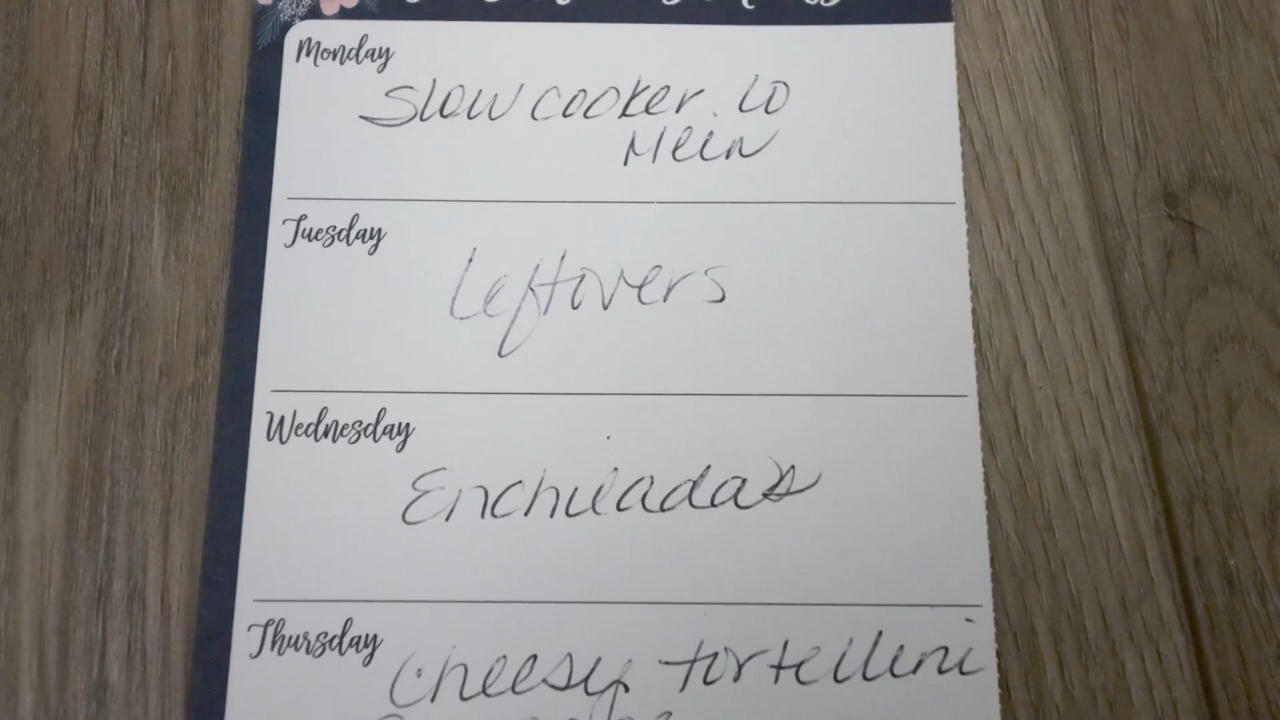 Monday
Slow cooker Lo
Mein
Tuesday
Leftovers
Wednesday
Enchiladas
Thursday
Cheesy tortellini